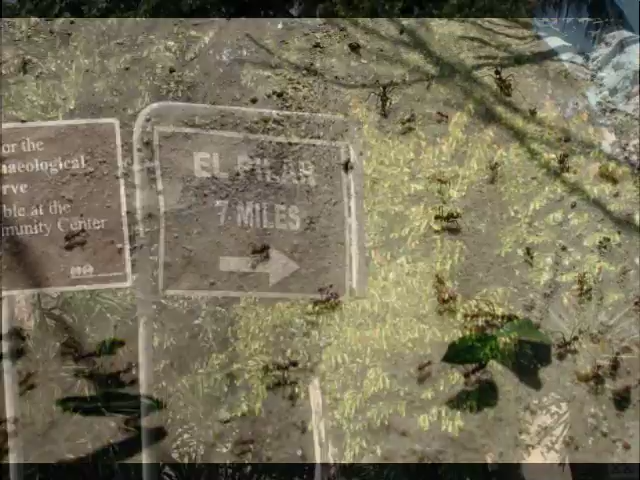 or the
haeological
rve
ble at the
munity Center
EL PILAR
7 MILES